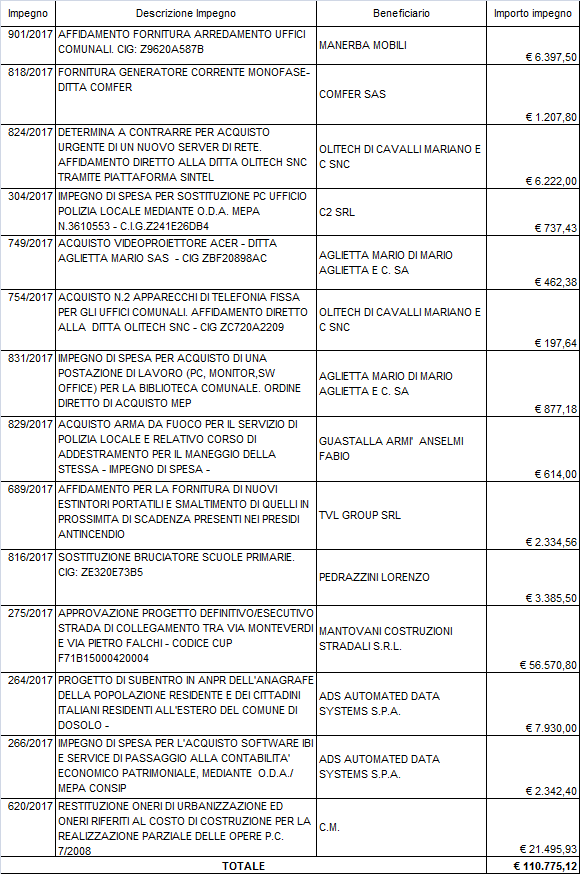 Impegno Descrizione Impegno Beneficiario Importo impegno
901/2017 AFFIDAMENTO FORNITURA ARREDAMENTO UFFICI
COMUNALI. CIG: Z9620A587B
MANERBA MOBILI
€ 6.397,50
818/2017 FORNITURA GENERATORE CORRENTE MONOFASE-
DITTA COMFER
COMFER SAS
€ 1.207,80
824/2017 DETERMINA A CONTRARRE PER ACQUISTO
URGENTE DI UN NUOVO SERVER DI RETE.
AFFIDAMENTO DIRETTO ALLA DITTA OLITECH SNC
TRAMITE PIATTAFORMA SINTEL
OLITECH DI CAVALLI MARIANO E
C SNC
€ 6.222,00
304/2017 IMPEGNO DI SPESA PER SOSTITUZIONE PC UFFICIO
POLIZIA LOCALE MEDIANTE O.D.A. MEPA
N.3610553 - C.I.G.Z241E26DB4
C2 SRL
€ 737,43
749/2017 ACQUISTO VIDEOPROIETTORE ACER - DITTA
AGLIETTA MARIO SAS - CIG ZBF20898AC
AGLIETTA MARIO DI MARIO
AGLIETTA E C. SA
€ 462,38
754/2017 ACQUISTO N.2 APPARECCHI DI TELEFONIA FISSA
PER GLI UFFICI COMUNALI. AFFIDAMENTO DIRETTO
ALLA DITTA OLITECH SNC - CIG ZC720A2209
OLITECH DI CAVALLI MARIANO E
C SNC
€ 197,64
831/2017 IMPEGNO DI SPESA PER ACQUISTO DI UNA
POSTAZIONE DI LAVORO (PC, MONITOR,SW
OFFICE) PER LA BIBLIOTECA COMUNALE. ORDINE
DIRETTO DI ACQUISTO MEP
AGLIETTA MARIO DI MARIO
AGLIETTA E C. SA
€ 877,18
829/2017 ACQUISTO ARMA DA FUOCO PER IL SERVIZIO DI
POLIZIA LOCALE E RELATIVO CORSO DI
ADDESTRAMENTO PER IL MANEGGIO DELLA
STESSA - IMPEGNO DI SPESA -
GUASTALLA ARMI' ANSELMI
FABIO
€ 614,00
689/2017 AFFIDAMENTO PER LA FORNITURA DI NUOVI
ESTINTORI PORTATILI E SMALTIMENTO DI QUELLI IN
PROSSIMITA DI SCADENZA PRESENTI NEI PRESIDI
ANTINCENDIO
TVL GROUP SRL
€ 2.334,56
816/2017 SOSTITUZIONE BRUCIATORE SCUOLE PRIMARIE.
CIG: ZE320E73B5
PEDRAZZINI LORENZO
€ 3.385,50
275/2017 APPROVAZIONE PROGETTO DEFINITIVO/ESECUTIVO
STRADA DI COLLEGAMENTO TRA VIA MONTEVERDI
E VIA PIETRO FALCHI - CODICE CUP
F71B15000420004
MANTOVANI COSTRUZIONI
STRADALI S.R.L.
€ 56.570,80
264/2017 PROGETTO DI SUBENTRO IN ANPR DELL'ANAGRAFE
DELLA POPOLAZIONE RESIDENTE E DEI CITTADINI
ITALIANI RESIDENTI ALL'ESTERO DEL COMUNE DI
DOSOLO -
ADS AUTOMATED DATA
SYSTEMS S.P.A.
€ 7.930,00
266/2017 IMPEGNO DI SPESA PER L'ACQUISTO SOFTWARE IBI
E SERVICE DI PASSAGGIO ALLA CONTABILITA'
ECONOMICO PATRIMONIALE, MEDIANTE O.D.A./
MEPA CONSIP
ADS AUTOMATED DATA
SYSTEMS S.P.A.
€ 2.342,40
620/2017 RESTITUZIONE ONERI DI URBANIZZAZIONE ED
ONERI RIFERITI AL COSTO DI COSTRUZIONE PER LA
REALIZZAZIONE PARZIALE DELLE OPERE P.C.
7/2008
C.M.
€ 21.495,93
TOTALE € 110.775,12